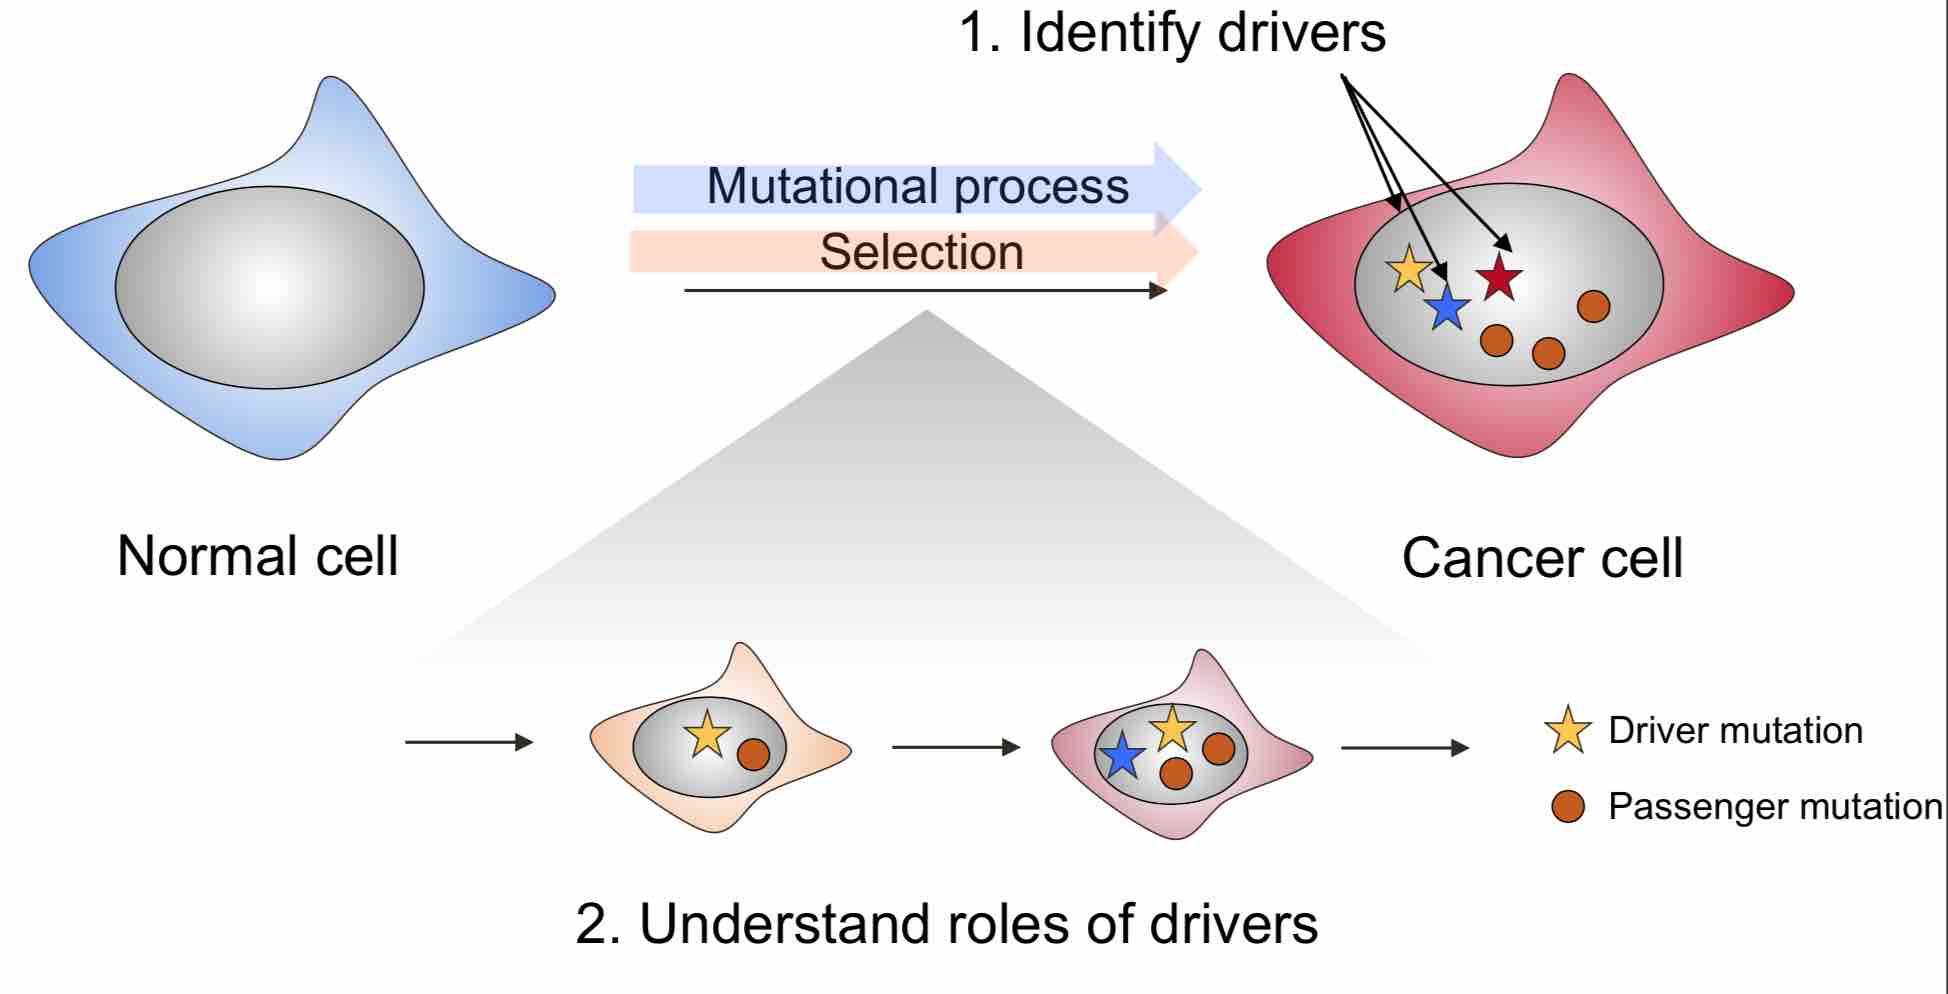 1. Identify drivers
Mutational process
Selection
Normal cell
Cancer cell
Driver mutation
Passenger mutation
2. Understand roles of drivers